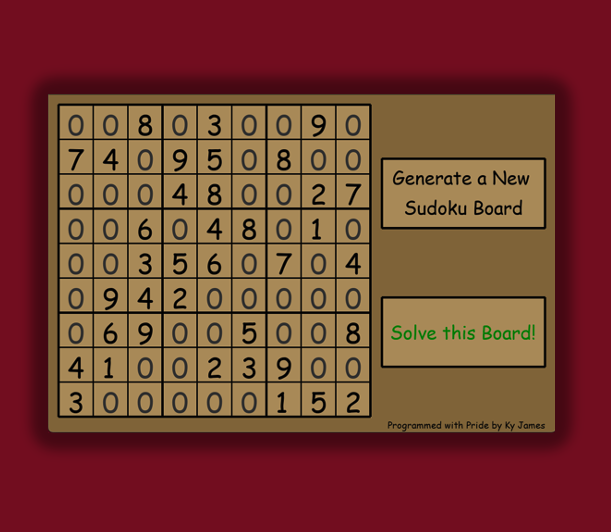 0 0 8 0 3 0 0 9 0
7 4 0 9 5 0 8 0 0
0 0 0 4 8 0 0 2 7
0 0 6 0 4 8 0 1 0
0 0 3 5 6 0 7 0 4
0 9 4 2 0 0 0 0 0
0 6 9 0 0 5 0 0 8
4 1 0 0 2 3 9 0 0
3 0 0 0 0 0 1 5 2
Generate a New
Sudoku Board
Solve this Board!
Programmed with Pride by Ky James